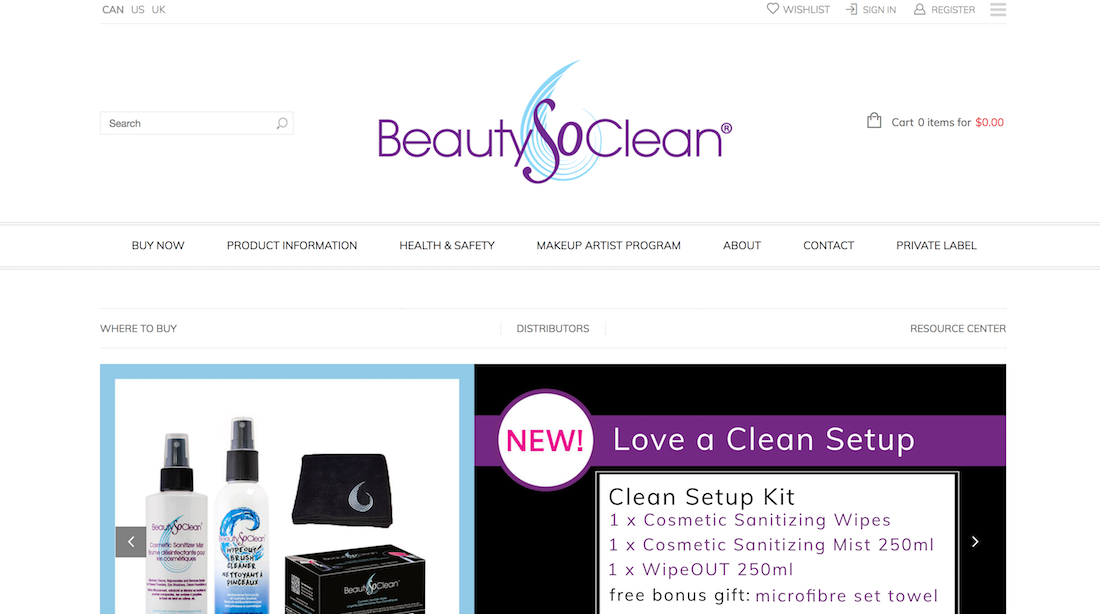 CAN US UK
WISHLIST SIGN IN REGISTER
Search
BeautySoClean®
Cart 0 items for $0.00
BUY NOW PRODUCT INFORMATION HEALTH & SAFETY MAKEUP ARTIST PROGRAM ABOUT CONTACT PRIVATE LABEL
WHERE TO BUY DISTRIBUTORS RESOURCE CENTER
BeautySoClean
Cosmetic Sanitizer Mist
Brume désinfectante pour
les cosmétiques
BeautySoClean
WIPEOUT
BRUSH
CLEANER
NETTOYANT À
PINCEAUX
BeautySoClean
NEW! Love a Clean Setup
Clean Setup Kit
1 x Cosmetic Sanitizing Wipes
1 x Cosmetic Sanitizing Mist 250ml
1 x WipeOUT 250ml
free bonus gift: microfibre set towel